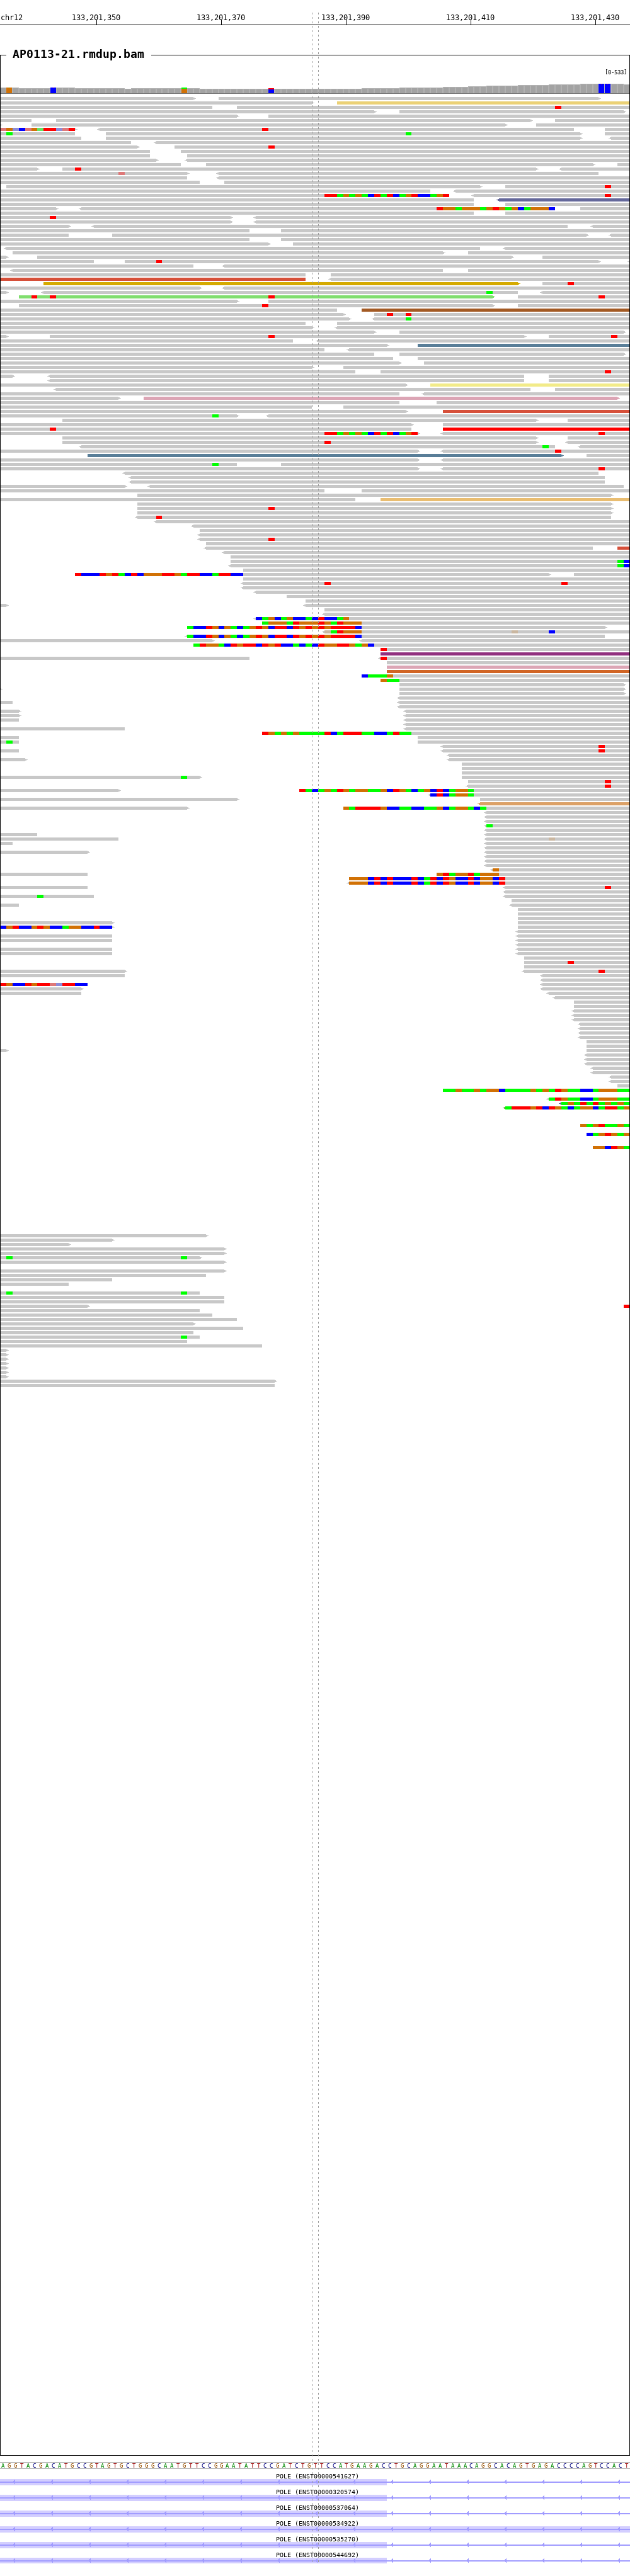 chr12 133,201,350 133,201,370 133,201,390 133,201,410 133,201,430
AP0113-21.rmdup.bam
[0-533]
A G G T A C G A C A T G C C G T A G T G C T G G G C A A T G T T C C G G A A T A T T C C G A T C T G T T C C A T G A A G A C C T G C A G G A A T A A A C A G G C A C A G T G A G A C C C C A G T C C A C T
POLE (ENST00000541627)
POLE (ENST00000320574)
POLE (ENST00000537064)
POLE (ENST00000534922)
POLE (ENST00000535270)
POLE (ENST00000544692)